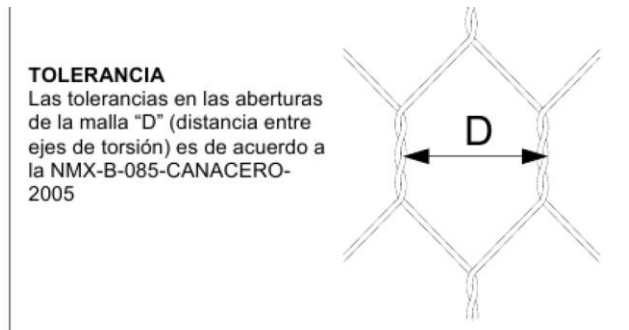 TOLERANCIA
Las tolerancias en las aberturas
de la malla “D” (distancia entre
ejes de torsión) es de acuerdo a
la NMX-B-085-CANACERO-
2005
D